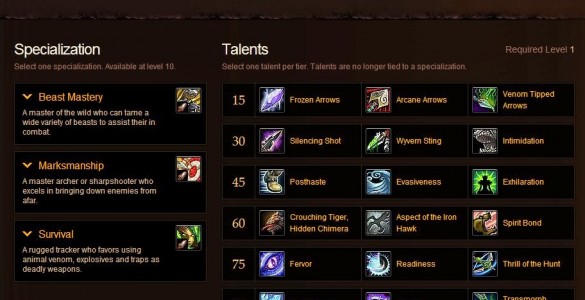 Specialization
Select one specialization. Available at level 10.
Beast Mastery
A master of the wild who can tame a
wide variety of beasts to assist their in
combat.
Marksmanship
A master archer or sharpshooter who
excels in bringing down enemies from
afar.
Survival
A rugged tracker who favors using
animal venom, explosives and traps as
deadly weapons.
Talents
Required Level 1
Select one talent per tier. Talents are no longer tied to a specialization.
15
Frozen Arrows
Arcane Arrows
Venom Tipped
Arrows
30
Silencing Shot
Wyvern Sting
Intimidation
45
Posthaste
Evasiveness
Exhilaration
60
Crouching Tiger,
Hidden Chimera
Aspect of the Iron
Hawk
Spirit Bond
75
Fervor
Readiness
Thrill of the Hunt
Transmorph